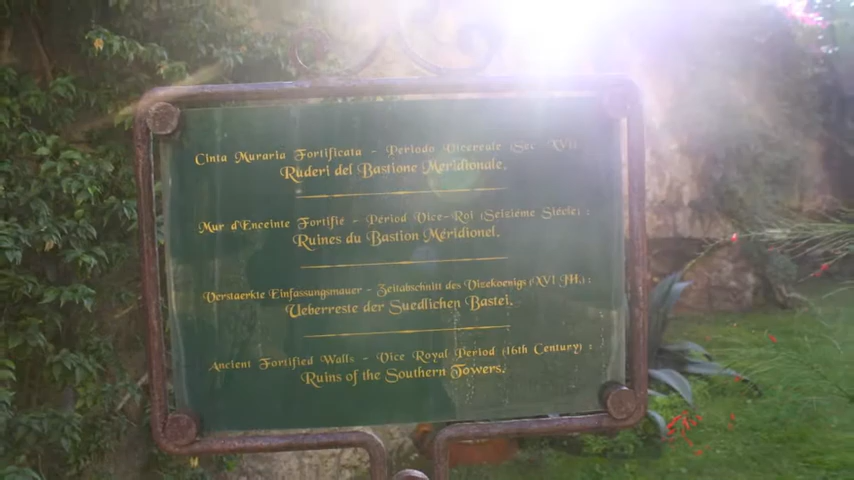 Cinta Muraria Fortificata - Periodo Vicereale (Sec XVI)
Ruderi del Bastione Meridionale.
Mur d'Enceinte Fortifié - Périod Vice-Roi (Seizième Siècle) :
Ruines du Bastion Méridionel.
Verstaerkte Einfassungsmauer - Zeitabschnitt des Vizekoenigs (XVI JH.) :
Ueberreste der Suedlichen Bastei.
Ancient Fortified Walls - Vice Royal Period (16th Century) :
Ruins of the Southern Towers.